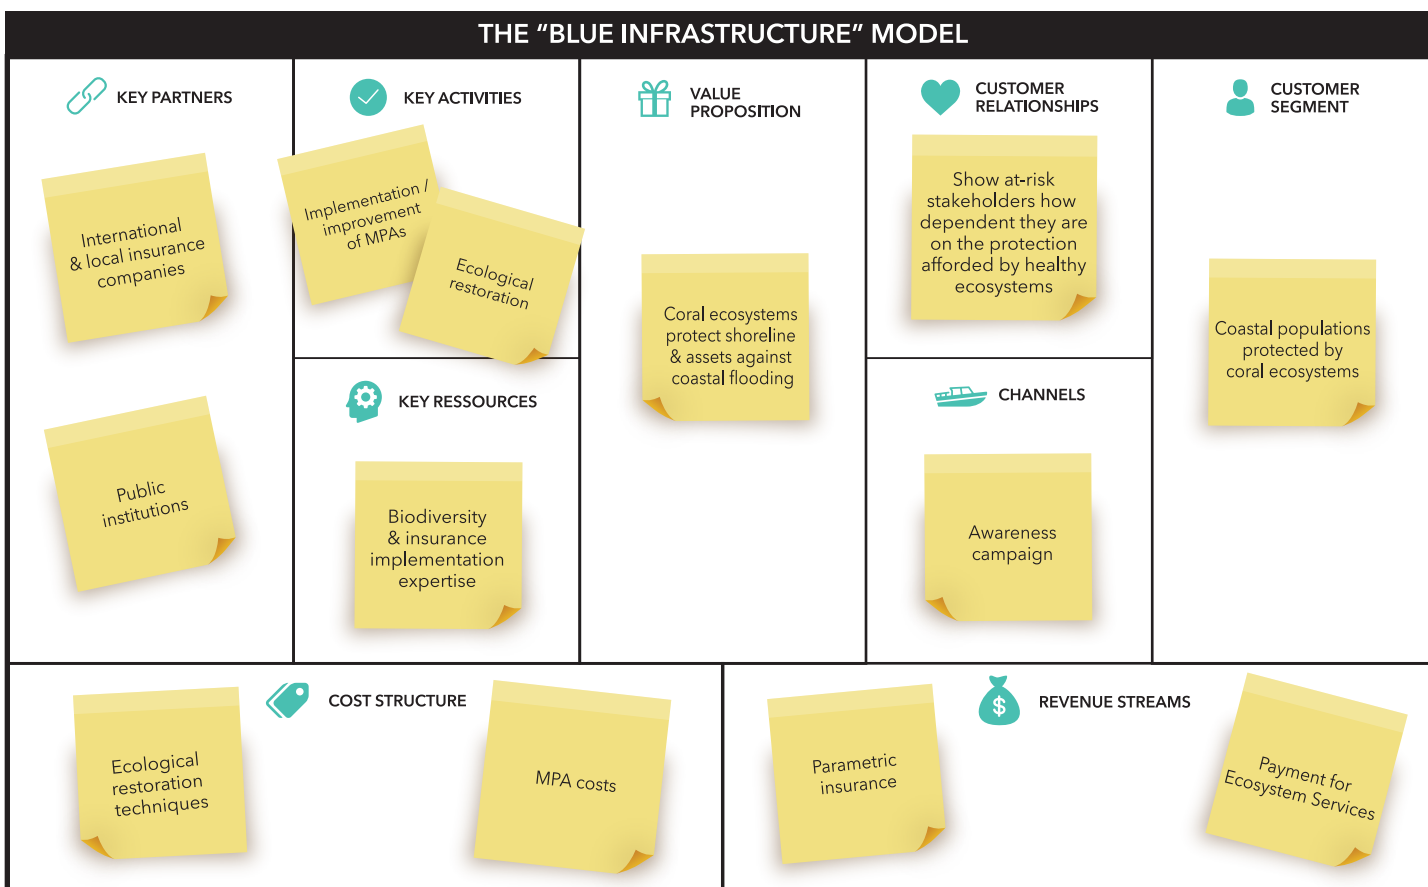 THE “BLUE INFRASTRUCTURE” MODEL
KEY PARTNERS
International
& local insurance
companies
Public
institutions
KEY ACTIVITIES
Implementation /
improvement
of MPAs
Ecological
restoration
KEY RESSOURCES
Biodiversity
& insurance
implementation
expertise
VALUE
PROPOSITION
Coral ecosystems
protect shoreline
& assets against
coastal flooding
CUSTOMER
RELATIONSHIPS
Show at-risk
stakeholders how
dependent they are
on the protection
afforded by healthy
ecosystems
CHANNELS
Awareness
campaign
CUSTOMER
SEGMENT
Coastal populations
protected by
coral ecosystems
COST STRUCTURE
Ecological
restoration
techniques
MPA costs
$
REVENUE STREAMS
Parametric
insurance
Payment for
Ecosystem Services